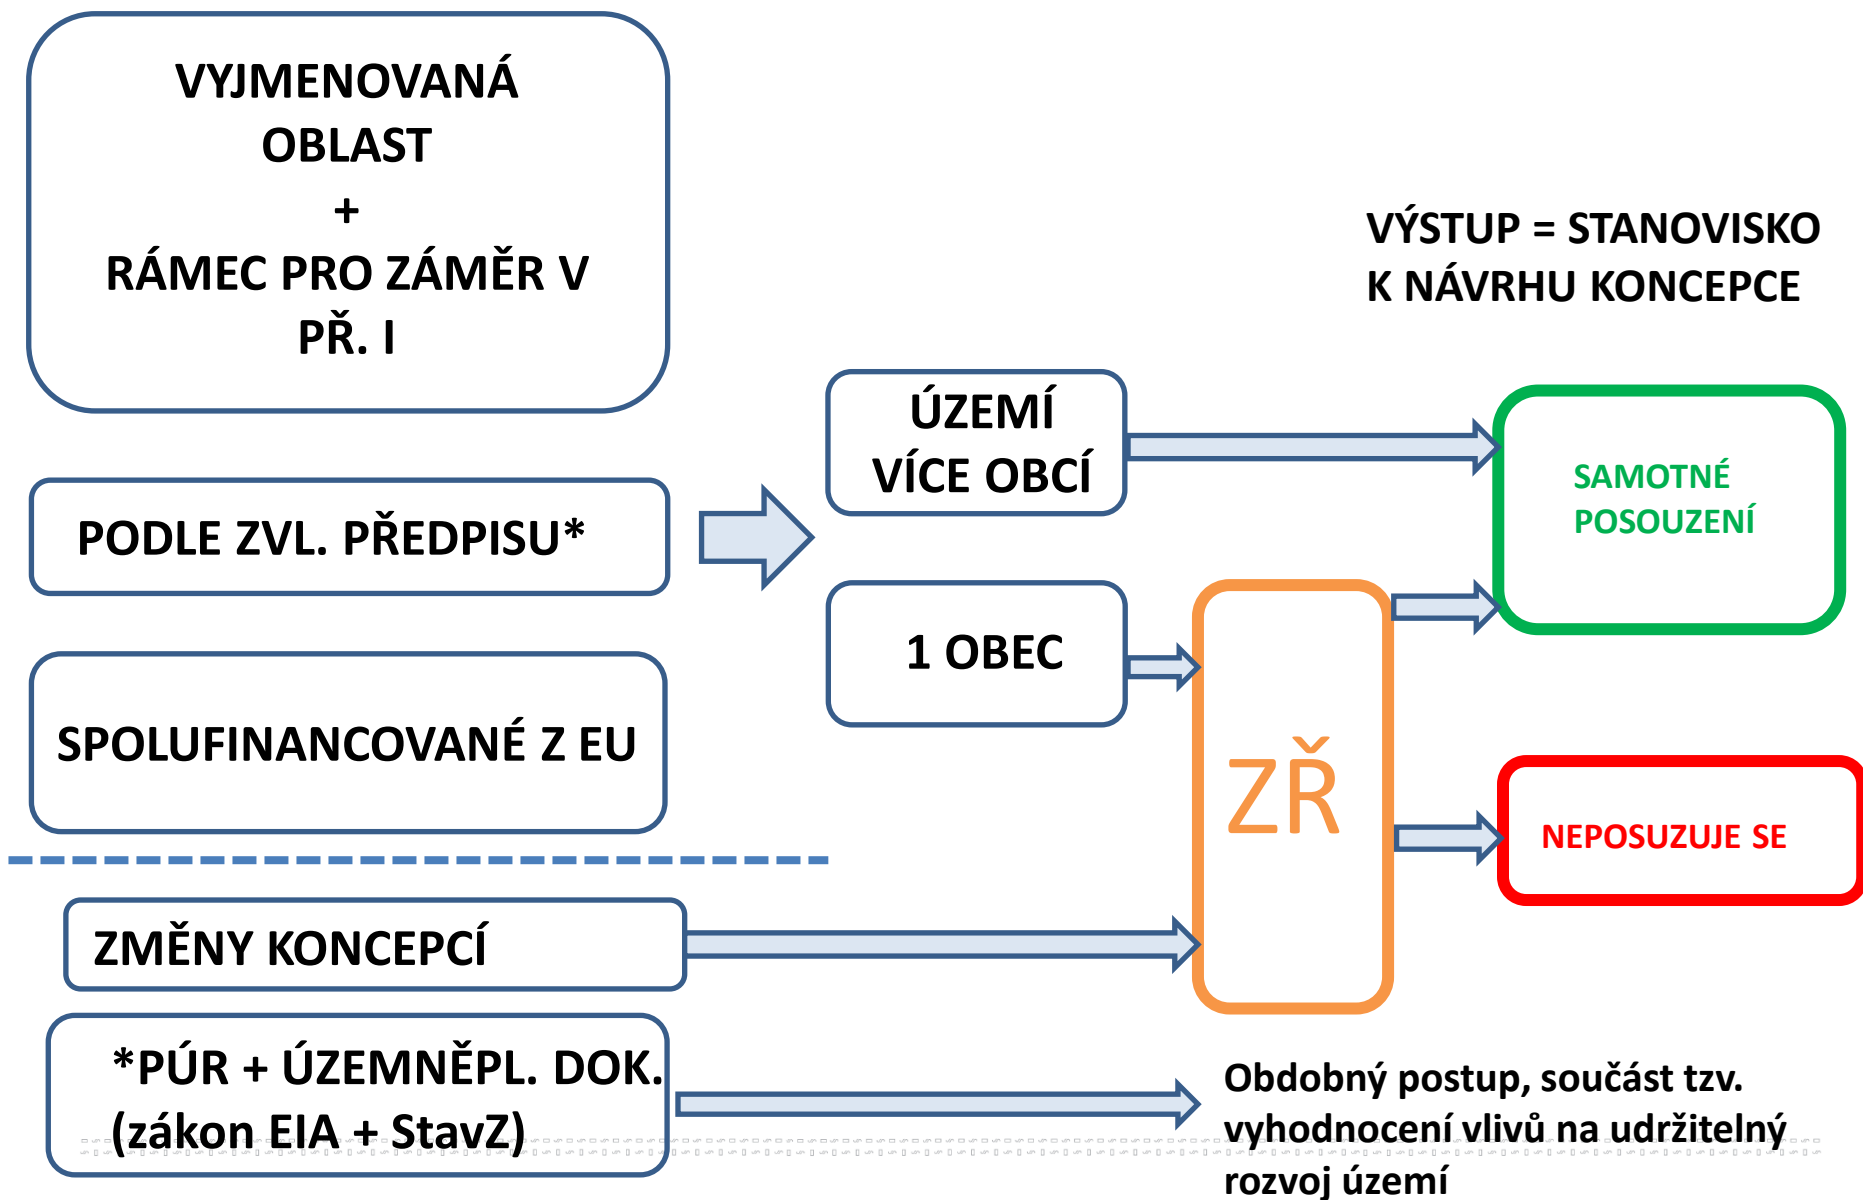 VYJMENOVANÁ
OBLAST
+
RÁMEC PRO ZÁMĚR V
PŘ. I
VÝSTUP = STANOVISKO
K NÁVRHU KONCEPCE
ÚZEMÍ
VÍCE OBCÍ
SAMOTNÉ
POSOUZENÍ
PODLE ZVL. PŘEDPISU*
1 OBEC
SPOLUFINANCOVANÉ Z EU
ZŘ
NEPOSUZUJE SE
ZMĚNY KONCEPCÍ
*PÚR + ÚZEMNĚPL. DOK.
(zákon EIA + StavZ)
Obdobný postup, součást tzv.
vyhodnocení vlivů na udržitelný
rozvoj území